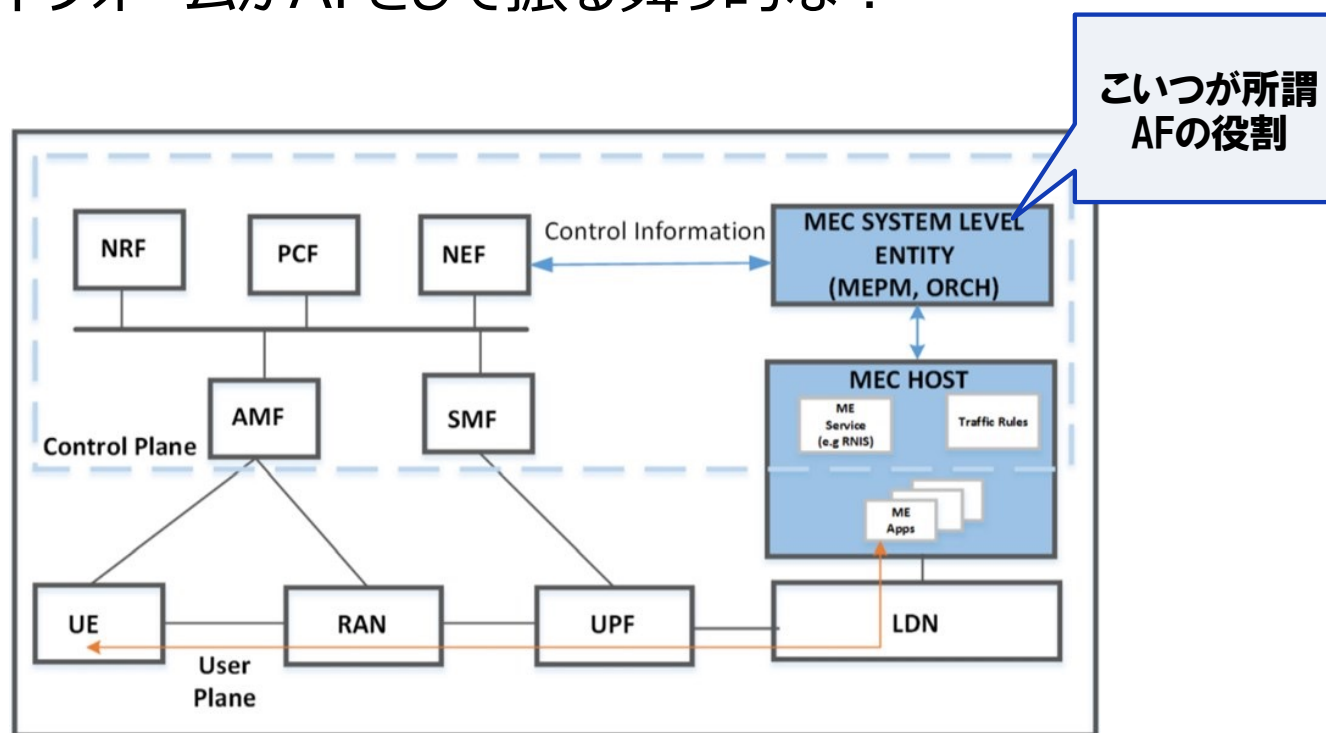 こいつが所謂
AFの役割
NRF
PCF
NEF
Control Information
MEC SYSTEM LEVEL
ENTITY
(MEPM, ORCH)
MEC HOST
ME
Service
(e.g RNIS)
Traffic Rules
AMF
SMF
Control Plane
ME
Apps
UE
RAN
UPF
LDN
User
Plane